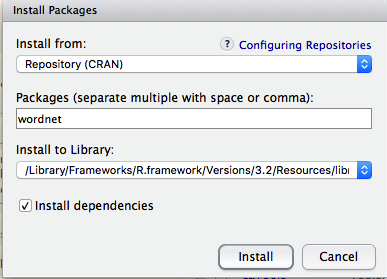 Install Packages
Install from:
? Configuring Repositories
Repository (CRAN)
Packages (separate multiple with space or comma):
wordnet
Install to Library:
/Library/Frameworks/R.framework/Versions/3.2/Resources/libr
Install dependencies
Install
Cancel